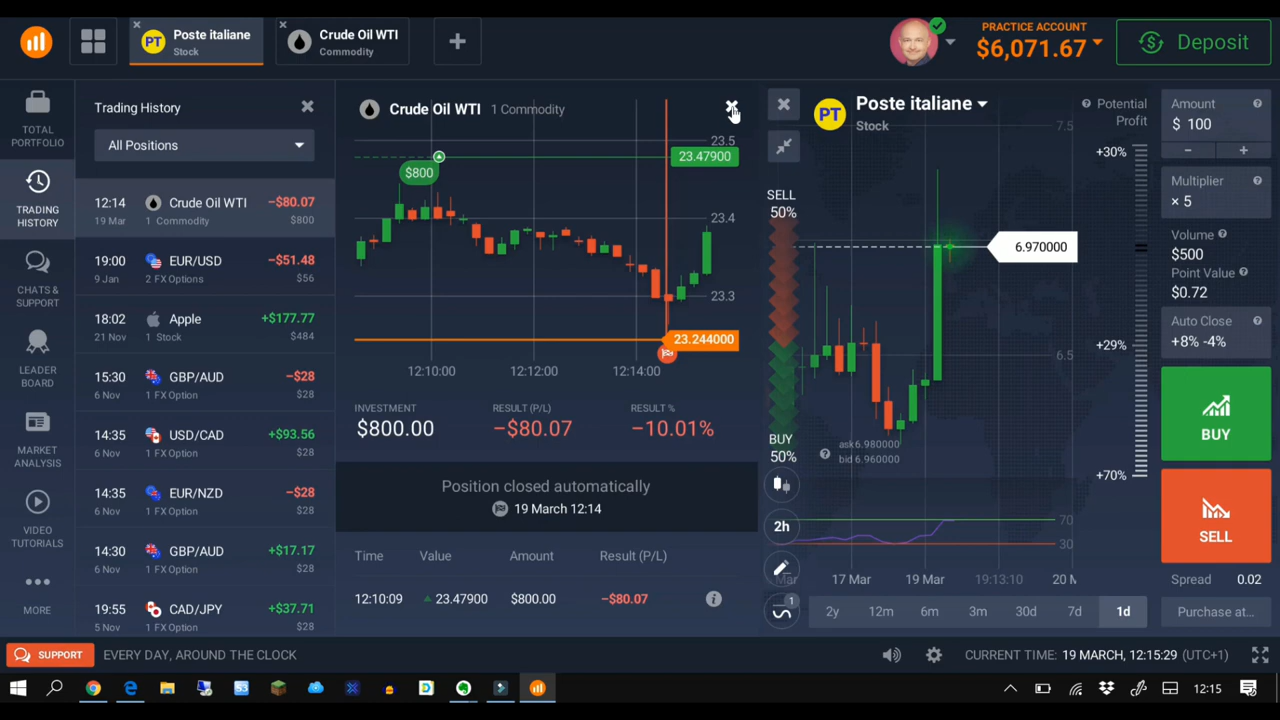 PT
Poste italiane
Stock
Crude Oil WTI
Commodity
PRACTICE ACCOUNT
$6,071.67
Deposit
TOTAL
PORTFOLIO
TRADING
HISTORY
CHATS &
SUPPORT
LEADER
BOARD
MARKET
ANALYSIS
VIDEO
TUTORIALS
MORE
Trading History
All Positions
12:14 Crude Oil WTI −$80.07
19 Mar 1 Commodity $800
19:00 EUR/USD −$51.48
9 Jan 2 FX Options $56
18:02 Apple +$177.77
21 Nov 1 Stock $484
15:30 GBP/AUD −$28
6 Nov 1 FX Option $28
14:35 USD/CAD +$93.56
6 Nov 1 FX Option $28
14:35 EUR/NZD −$28
6 Nov 1 FX Option $28
14:30 GBP/AUD +$17.17
6 Nov 1 FX Option $28
19:55 CAD/JPY +$37.71
5 Nov 1 FX Option $28
Crude Oil WTI 1 Commodity
23.5
23.47900
$800
23.4
23.3
23.244000
12:10:00 12:12:00 12:14:00
INVESTMENT RESULT (P/L) RESULT %
$800.00 −$80.07 −10.01%
Position closed automatically
19 March 12:14
Time Value Amount Result (P/L)
12:10:09 23.47900 $800.00 −$80.07
PT
Poste italiane
Stock
? Potential
Profit
7.5
+30%
SELL
50%
6.970000
+29%
6.5
BUY
50%
? ask6.980000
bid 6.960000
+70%
2h
70
30
Mar 17 Mar 19 Mar 19:13:10 20 M
1
2y 12m 6m 3m 30d 7d 1d
Amount ?
$ 100
- +
Multiplier ?
× 5
Volume ?
$500
Point Value ?
$0.72
Auto Close ?
+8% -4%
BUY
SELL
Spread 0.02
Purchase at...
SUPPORT
EVERY DAY, AROUND THE CLOCK
CURRENT TIME: 19 MARCH, 12:15:29 (UTC+1)
12:15